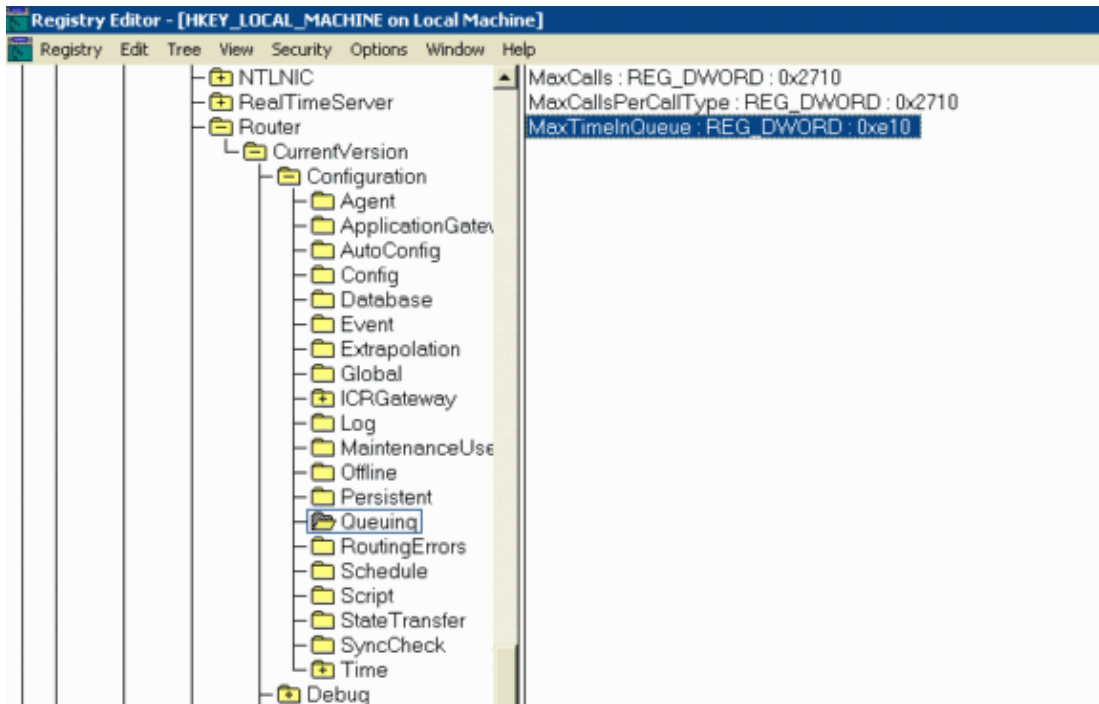 Registry Editor - [HKEY_LOCAL_MACHINE on Local Machine]
Registry Edit Tree View Security Options Window Help
NTLNIC
RealTimeServer
Router
CurrentVersion
Configuration
Agent
ApplicationGatev
AutoConfig
Config
Database
Event
Extrapolation
Global
ICRGateway
Log
MaintenanceUse
Offline
Persistent
Queuing
RoutingErrors
Schedule
Script
StateTransfer
SyncCheck
Time
Debug
MaxCalls : REG_DWORD : 0x2710
MaxCallsPerCallType : REG_DWORD : 0x2710
MaxTimeInQueue : REG_DWORD : 0xe10